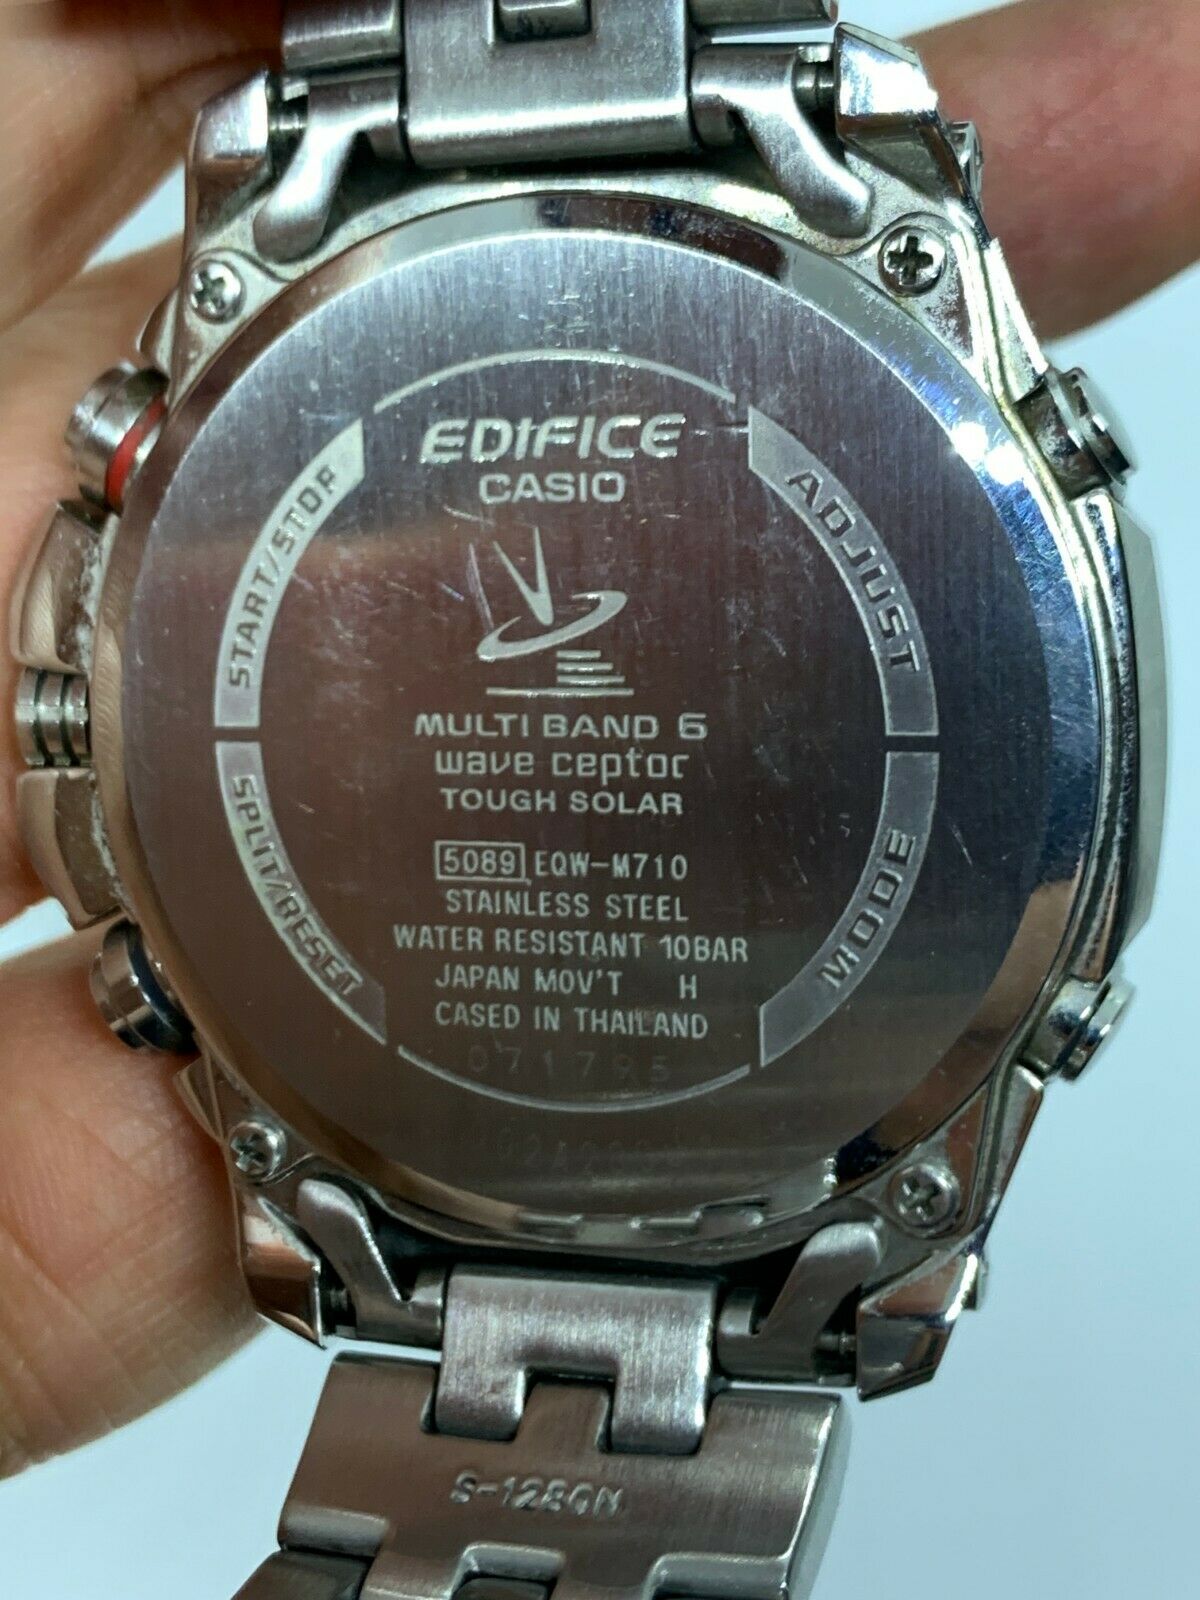 EDIFICE
CASIO
START/STOP
ADJUST
MULTI BAND 6
wave ceptor
TOUGH SOLAR
5089 EQW-M710
STAINLESS STEEL
WATER RESISTANT 10BAR
JAPAN MOV'T H
CASED IN THAILAND
SPLIT/RESET
MODE
071795